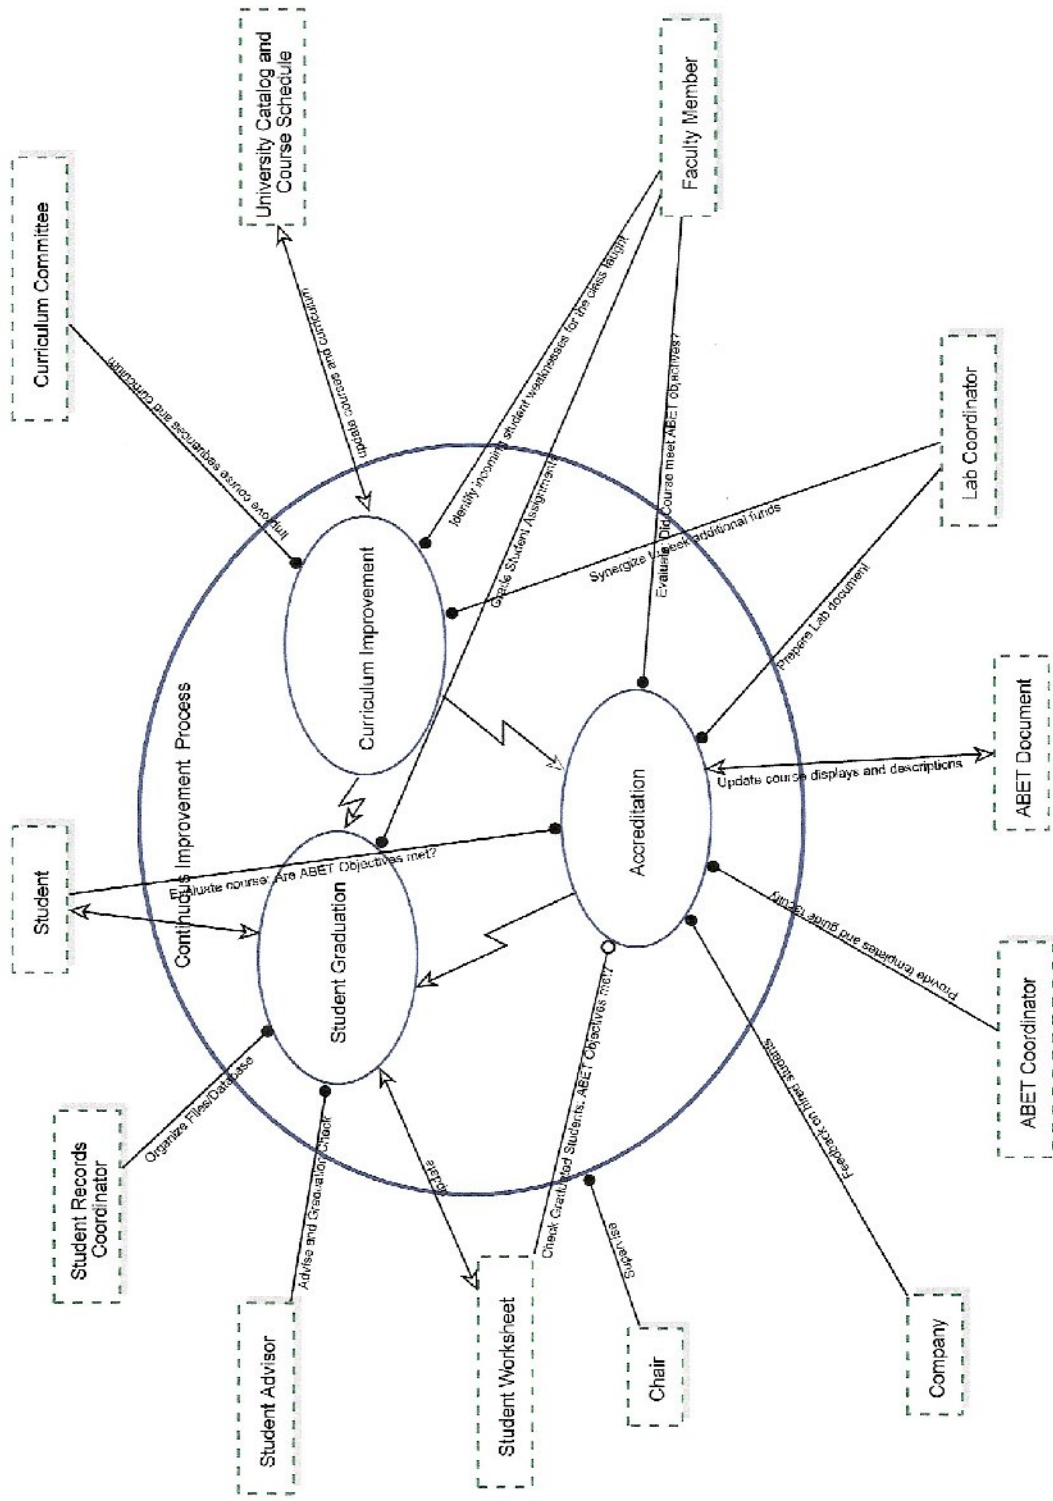 Student Records
Coordinator
Student
Curriculum Committee
Organize Files/Database
Improve course sequences and curriculum
Student Advisor
Advise and Graduation Check
Continuous Improvement Process
University Catalog and
Course Schedule
update courses and curriculum
Evaluate course: Are ABET Objectives met?
Student Graduation
Curriculum Improvement
Student Worksheet
update
Identify incoming student weaknesses for the class taught
Grade Student Assignments
Check Graduated Students: ABET Objectives met?
Chair
Supervise
Accreditation
Evaluate: Did Course meet ABET objectives?
Faculty Member
Synergize to seek additional funds
Prepare Lab document
Update course displays and descriptions
Provide templates and guide faculty
Feedback on hired students
Company
ABET Coordinator
ABET Document
Lab Coordinator